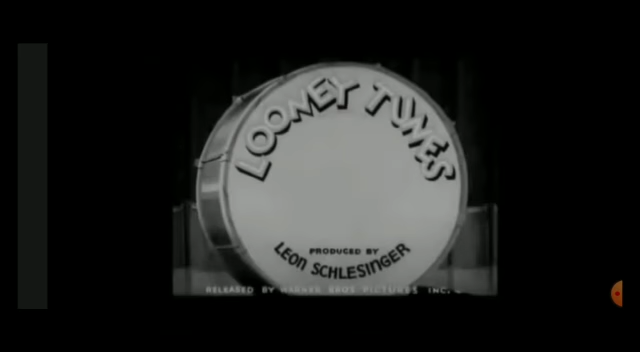 LOONEY TUNES
PRODUCED BY
LEON SCHLESINGER
RELEASED BY WARNER BROS PICTURES INC.